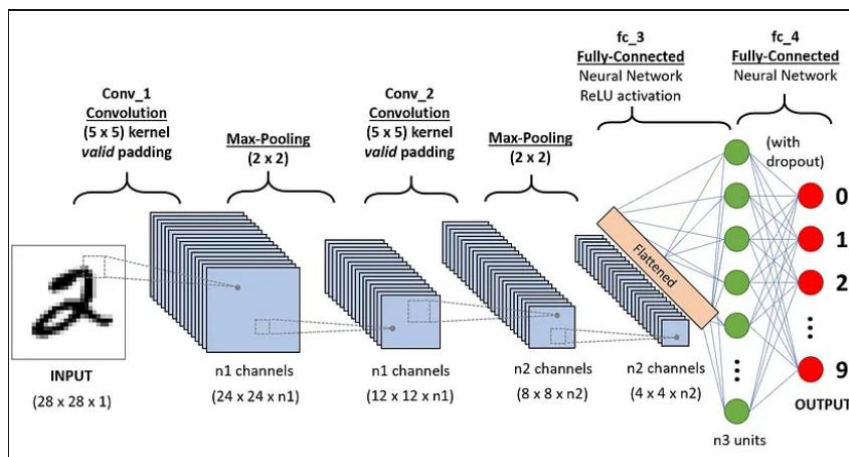 fc_3
Fully-Connected
Neural Network
ReLU activation
fc_4
Fully-Connected
Neural Network
Conv_1
Convolution
(5 x 5) kernel
valid padding
Max-Pooling
(2 x 2)
Conv_2
Convolution
(5 x 5) kernel
valid padding
Max-Pooling
(2 x 2)
(with
dropout)
Flattened
0
1
2
9
INPUT
(28 x 28 x 1)
n1 channels
(24 x 24 x n1)
n1 channels
(12 x 12 x n1)
n2 channels
(8 x 8 x n2)
n2 channels
(4 x 4 x n2)
OUTPUT
n3 units
2